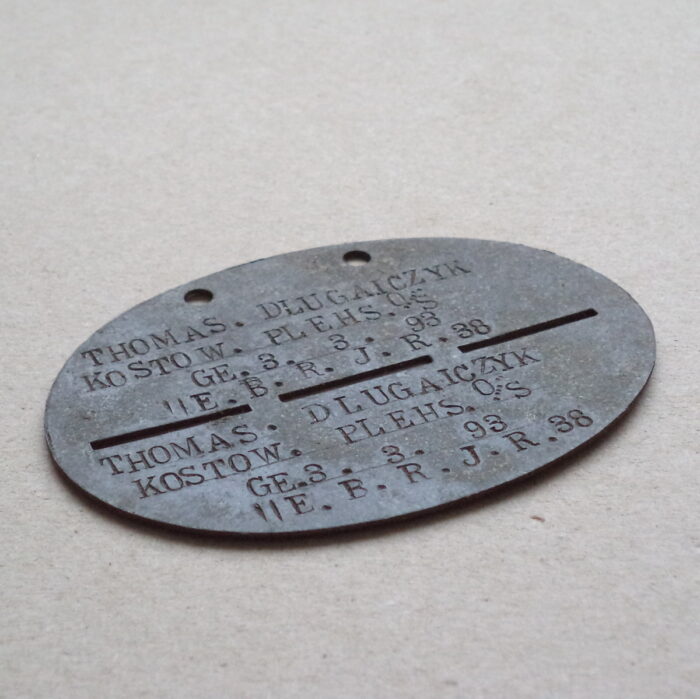 THOMAS. DLUGAICZYK
KOSTOW. PLEHS. O. S
GE. 3. 3. 93
II E. B. R. J. R. 38
THOMAS. DLUGAICZYK
KOSTOW. PLEHS. O. S
GE. 3. 3. 93
II E. B. R. J. R. 38